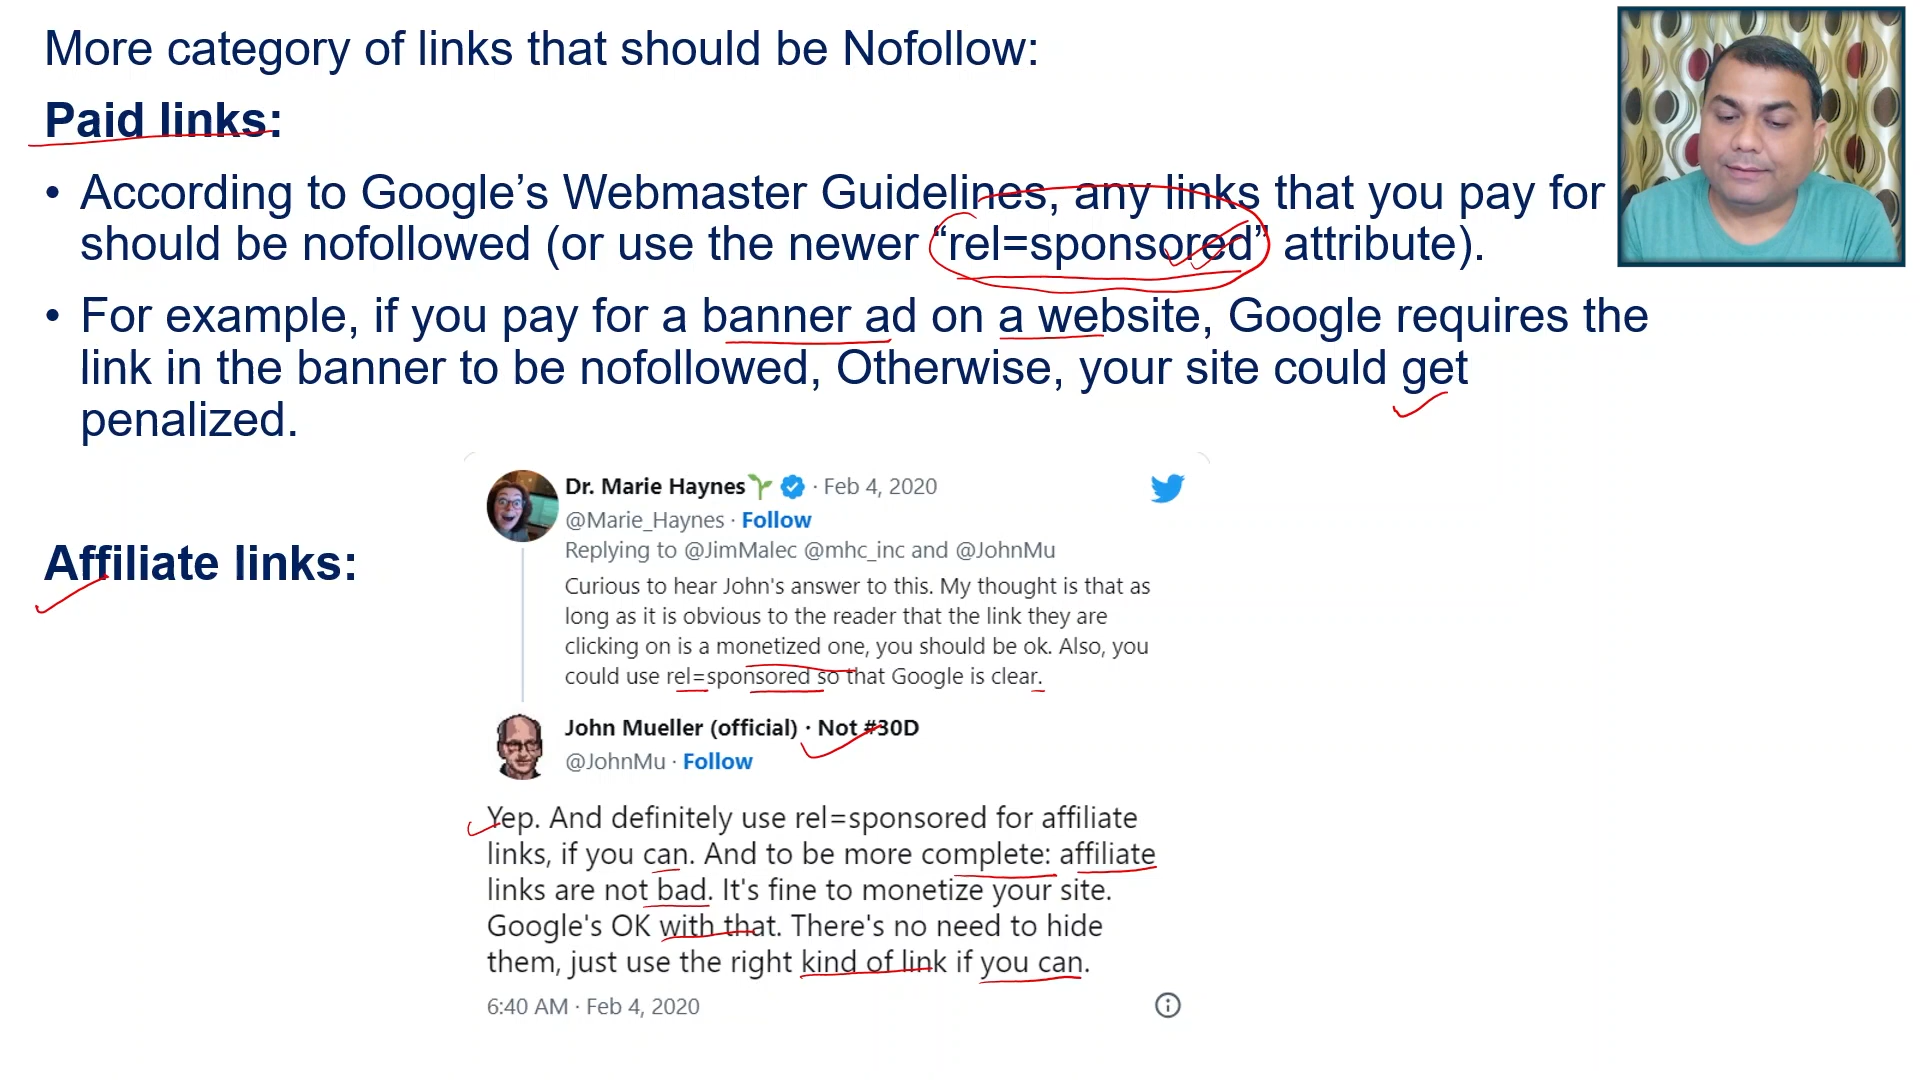 More category of links that should be Nofollow:
Paid links:
• According to Google’s Webmaster Guidelines, any links that you pay for
should be nofollowed (or use the newer “rel=sponsored” attribute).
• For example, if you pay for a banner ad on a website, Google requires the
link in the banner to be nofollowed, Otherwise, your site could get
penalized.
Affiliate links:
Dr. Marie Haynes · Feb 4, 2020
@Marie_Haynes · Follow
Replying to @JimMalec @mhc_inc and @JohnMu
Curious to hear John's answer to this. My thought is that as
long as it is obvious to the reader that the link they are
clicking on is a monetized one, you should be ok. Also, you
could use rel=sponsored so that Google is clear.
John Mueller (official) · Not #30D
@JohnMu · Follow
Yep. And definitely use rel=sponsored for affiliate
links, if you can. And to be more complete: affiliate
links are not bad. It's fine to monetize your site.
Google's OK with that. There's no need to hide
them, just use the right kind of link if you can.
6:40 AM · Feb 4, 2020